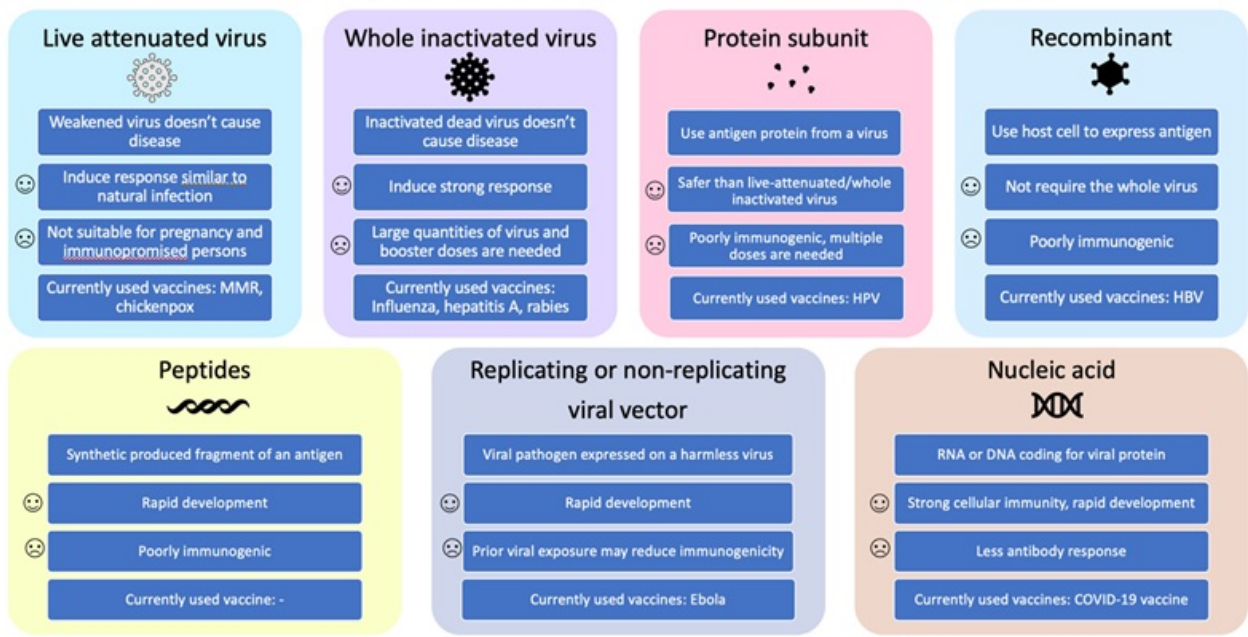 Live attenuated virus
Weakened virus doesn't cause
disease
Induce response similar to
natural infection
Not suitable for pregnancy and
immunopromised persons
Currently used vaccines: MMR,
chickenpox
Whole inactivated virus
Inactivated dead virus doesn't
cause disease
Induce strong response
Large quantities of virus and
booster doses are needed
Currently used vaccines:
Influenza, hepatitis A, rabies
Protein subunit
Use antigen protein from a virus
Safer than live-attenuated/whole
inactivated virus
Poorly immunogenic, multiple
doses are needed
Currently used vaccines: HPV
Recombinant
Use host cell to express antigen
Not require the whole virus
Poorly immunogenic
Currently used vaccines: HBV
Peptides
Synthetic produced fragment of an antigen
Rapid development
Poorly immunogenic
Currently used vaccine: -
Replicating or non-replicating
viral vector
Viral pathogen expressed on a harmless virus
Rapid development
Prior viral exposure may reduce immunogenicity
Currently used vaccines: Ebola
Nucleic acid
RNA or DNA coding for viral protein
Strong cellular immunity, rapid development
Less antibody response
Currently used vaccines: COVID-19 vaccine